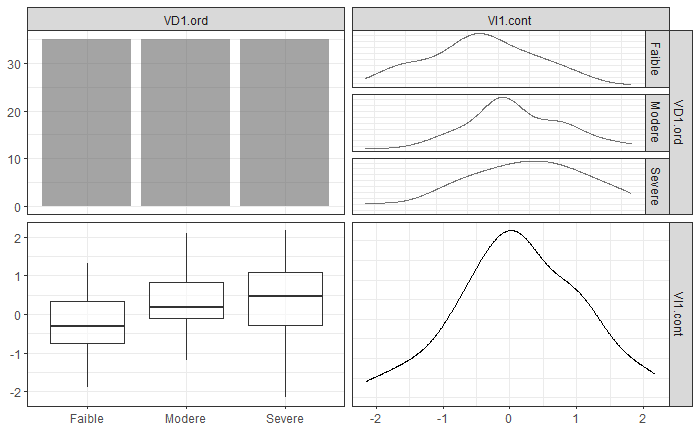 VD1.ord
VI1.cont
30
20
10
0
Faible
Modere
Severe
VD1.ord
2
1
0
-1
-2
VI1.cont
Faible Modere Severe
-2 -1 0 1 2